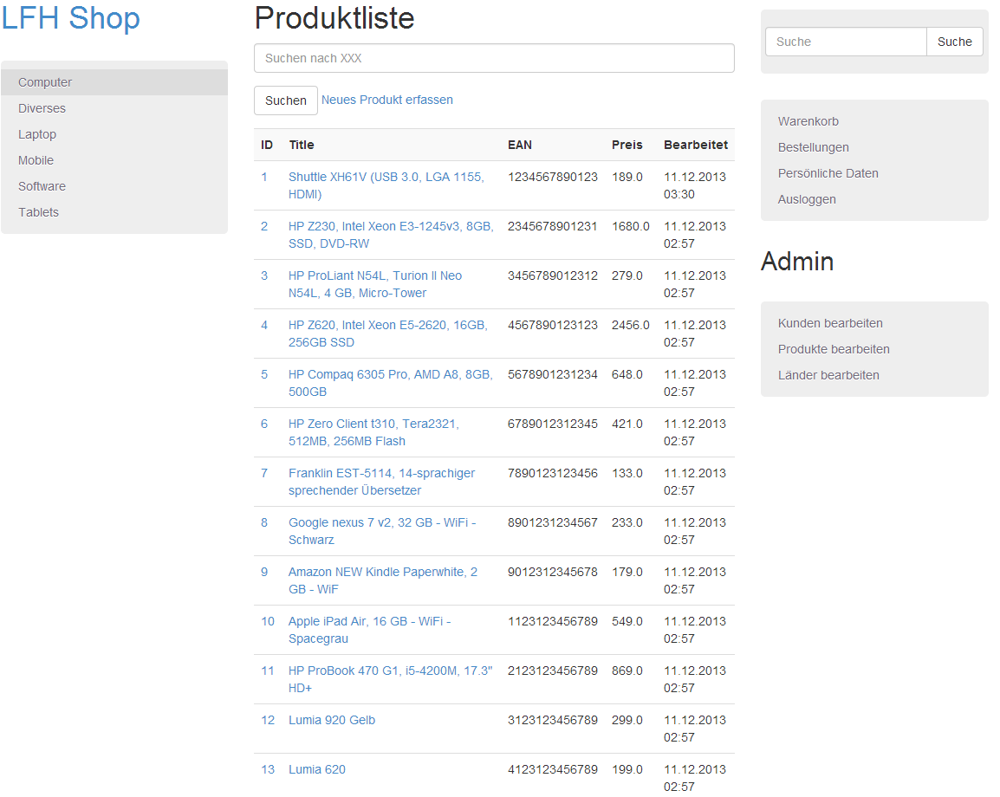 LFH Shop
Computer
Diverses
Laptop
Mobile
Software
Tablets
Produktliste
Suchen nach XXX
Suchen Neues Produkt erfassen
ID Title EAN Preis Bearbeitet
1 Shuttle XH61V (USB 3.0, LGA 1155, 1234567890123 189.0 11.12.2013
HDMI) 03:30
2 HP Z230, Intel Xeon E3-1245v3, 8GB, 2345678901231 1680.0 11.12.2013
SSD, DVD-RW 02:57
3 HP ProLiant N54L, Turion II Neo 3456789012312 279.0 11.12.2013
N54L, 4 GB, Micro-Tower 02:57
4 HP Z620, Intel Xeon E5-2620, 16GB, 4567890123123 2456.0 11.12.2013
256GB SSD 02:57
5 HP Compaq 6305 Pro, AMD A8, 8GB, 5678901231234 648.0 11.12.2013
500GB 02:57
6 HP Zero Client t310, Tera2321, 6789012312345 421.0 11.12.2013
512MB, 256MB Flash 02:57
7 Franklin EST-5114, 14-sprachiger 7890123123456 133.0 11.12.2013
sprechender Übersetzer 02:57
8 Google nexus 7 v2, 32 GB - WiFi - 8901231234567 233.0 11.12.2013
Schwarz 02:57
9 Amazon NEW Kindle Paperwhite, 2 9012312345678 179.0 11.12.2013
GB - WiF 02:57
10 Apple iPad Air, 16 GB - WiFi - 1123123456789 549.0 11.12.2013
Spacegrau 02:57
11 HP ProBook 470 G1, i5-4200M, 17.3" 2123123456789 869.0 11.12.2013
HD+ 02:57
12 Lumia 920 Gelb 3123123456789 299.0 11.12.2013
02:57
13 Lumia 620 4123123456789 199.0 11.12.2013
02:57
Suche Suche
Warenkorb
Bestellungen
Persönliche Daten
Ausloggen
Admin
Kunden bearbeiten
Produkte bearbeiten
Länder bearbeiten